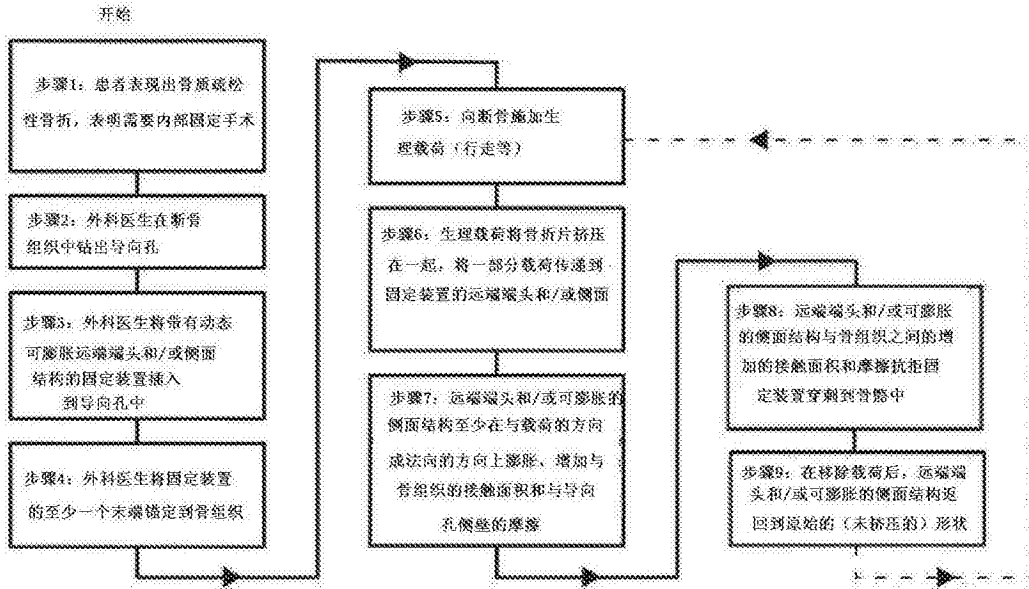 开始
步骤1：患者表现出骨质疏松
性骨折，表明需要内部固定手术
步骤2：外科医生在断骨
组织中钻出导向孔
步骤3：外科医生将带有动态
可膨胀远端端头和/或侧面
结构的固定装置插入
到导向孔中
步骤4：外科医生将固定装置
的至少一个末端锚定到骨组织
步骤5：向断骨施加生
理载荷（行走等）
步骤6：生理载荷将骨折片挤压
在一起，将一部分载荷传递到
固定装置的远端端头和/或侧面
步骤7：远端端头和/或可膨胀的
侧面结构至少在与载荷的方向
成法向的方向上膨胀、增加与
骨组织的接触面积和与导向
孔侧壁的摩擦
步骤8：远端端头和/或可膨胀
的侧面结构与骨组织之间的增
加的接触面积和摩擦抗拒固
定装置穿刺到骨骼中
步骤9：在移除载荷后，远端端
头和/或可膨胀的侧面结构返
回到原始的（未挤压的）形状